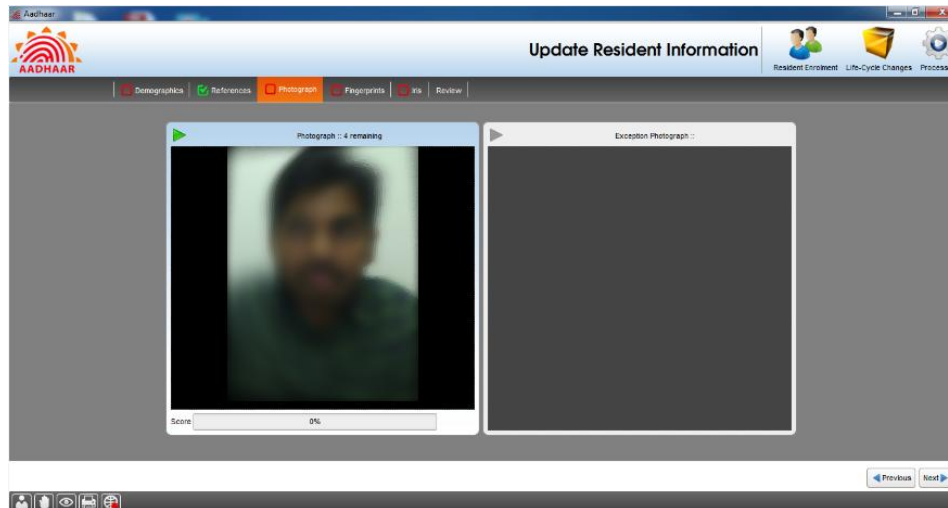 Aadhaar
AADHAAR
Update Resident Information
Resident Enrolment
Life-Cycle Changes
Process
Demographics
References
Photograph
Fingerprints
Iris
Review
Photograph :: 4 remaining
Exception Photograph ::
Score
0%
Previous
Next